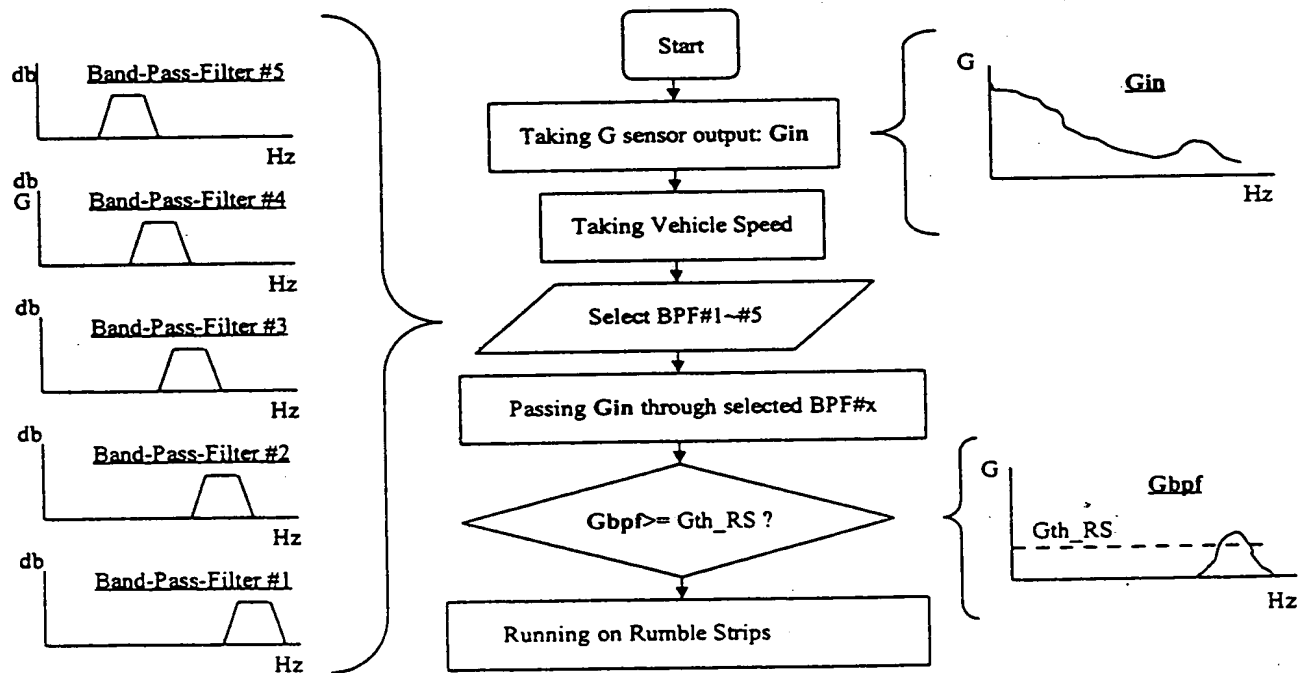 db
Band-Pass-Filter #5
Hz
db
G
Band-Pass-Filter #4
Hz
db
Band-Pass-Filter #3
Hz
db
Band-Pass-Filter #2
Hz
db
Band-Pass-Filter #1
Hz
Start
Taking G sensor output: Gin
Taking Vehicle Speed
Select BPF#1~#5
Passing Gin through selected BPF#x
Gbpf>= Gth_RS ?
Running on Rumble Strips
G
Gin
Hz
G
Gbpf
Gth_RS
Hz